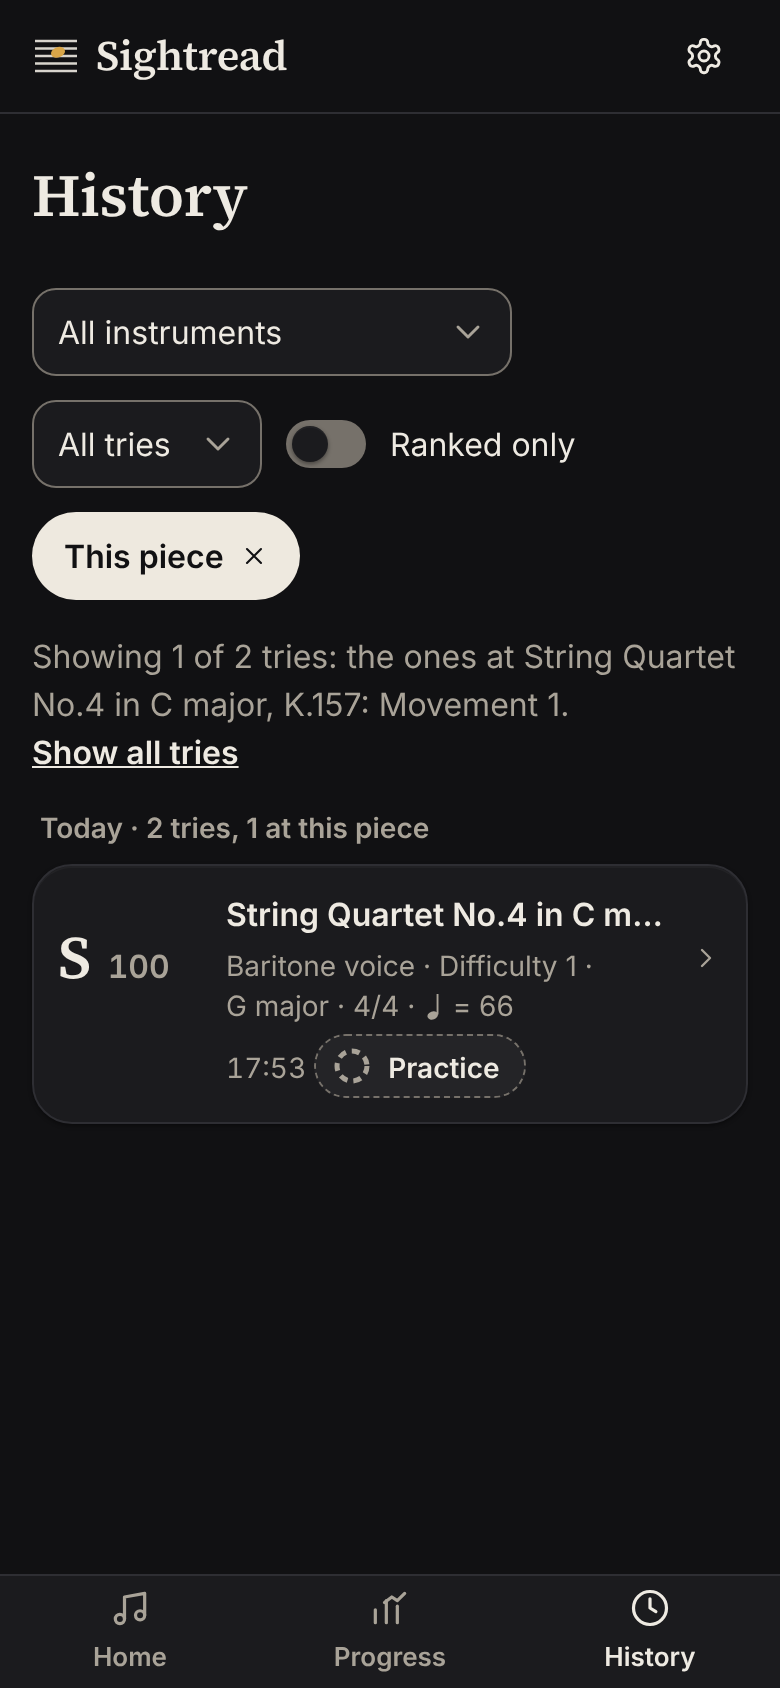 Sightread
History
All instruments
All tries
Ranked only
This piece ×
Showing 1 of 2 tries: the ones at String Quartet
No.4 in C major, K.157: Movement 1.
Show all tries
Today · 2 tries, 1 at this piece
S 100
String Quartet No.4 in C m...
Baritone voice · Difficulty 1 ·
G major · 4/4 · ♩ = 66
17:53 Practice
Home
Progress
History